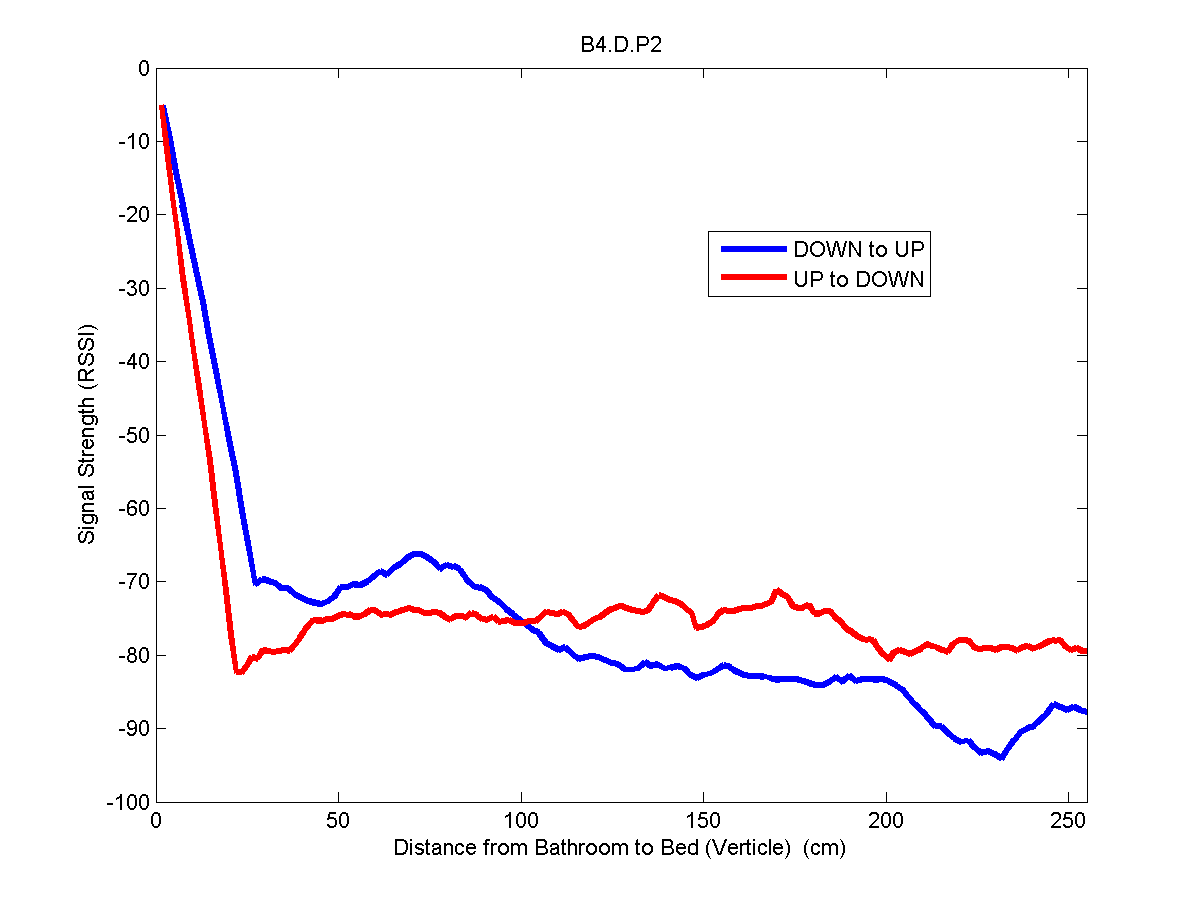 B4.D.P2
0
-10
-20
-30
-40
-50
-60
-70
-80
-90
-100
Signal Strength (RSSI)
DOWN to UP
UP to DOWN
0 50 100 150 200 250
Distance from Bathroom to Bed (Verticle) (cm)